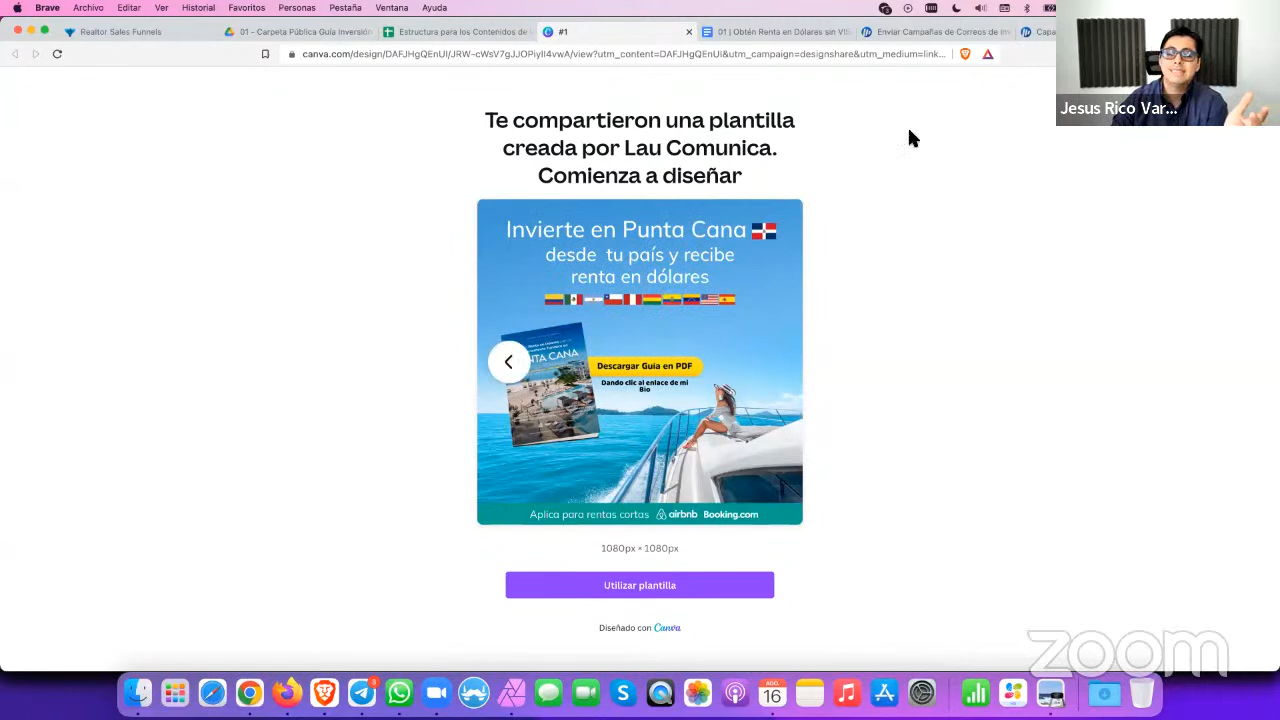 Brave Archivo Editar Ver Historial Favoritos Personas Pestaña Ventana Ayuda
Realtor Sales Funnels
01 – Carpeta Pública Guía Inversión
Estructura para los Contenidos de
#1
01 | Obtén Renta en Dólares sin VIS
Enviar Campañas de Correos de In
Capa
canva.com/design/DAFJHgQEnUI/JRW-cWsV7gJJOPiyIl4vwA/view?utm_content=DAFJHgQEnUI&utm_campaign=designshare&utm_medium=link...
Jesus Rico Var...
Te compartieron una plantilla
creada por Lau Comunica.
Comienza a diseñar
Invierte en Punta Cana
desde tu país y recibe
renta en dólares
Descargar Guía en PDF
Dando clic al enlace de mi
Bio
Aplica para rentas cortas airbnb Booking.com
1080px × 1080px
Utilizar plantilla
Diseñado con Canva
zoom
16